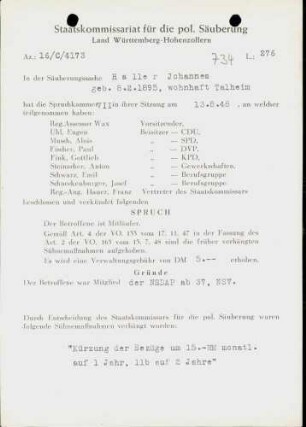 Staatskommissariat für die pol. Säuberung
Land Württemberg-Hohenzollern
Az.: 16/C/4173 734 L: 276
In der Säuberungssache Haller Johannes
geb. 8.2.1895, wohnhaft Talheim
hat die Spruchkammer VII in ihrer Sitzung am 13.8.48, an welcher
teilgenommen haben:
Reg.Assessor Wax Vorsitzender,
Uhl, Eugen Beisitzer — CDU,
Munch, Alois „ — SPD,
Fischer, Paul „ — DVP,
Fink, Gottlieb „ — KPD,
Steinacher, Anton „ — Gewerkschaften,
Schwarz, Emil „ — Berufsgruppe
Schneckenburger, Josef „ — Berufsgruppe
Reg.-Ang. Hauer, Franz Vertreter des Staatskommissars
beschlossen und verkündet folgenden
SPRUCH
Der Betroffene ist Mitläufer.
Gemäß Art. 4 der VO. 133 vom 17. 11. 47 in der Fassung des
Art. 2 der VO. 165 vom 15. 7. 48 sind die früher verhängten
Sühnemaßnahmen aufgehoben.
Es wird eine Verwaltungsgebühr von DM 5.-- erhoben.
Gründe
Der Betroffene war Mitglied der NSDAP ab 37, NSV.
Durch Entscheidung des Staatskommissars für die pol. Säuberung waren
folgende Sühnemaßnahmen verhängt worden:
"Kürzung der Bezüge um 15.-RM monatl.
auf 1 Jahr, 11b auf 2 Jahre"